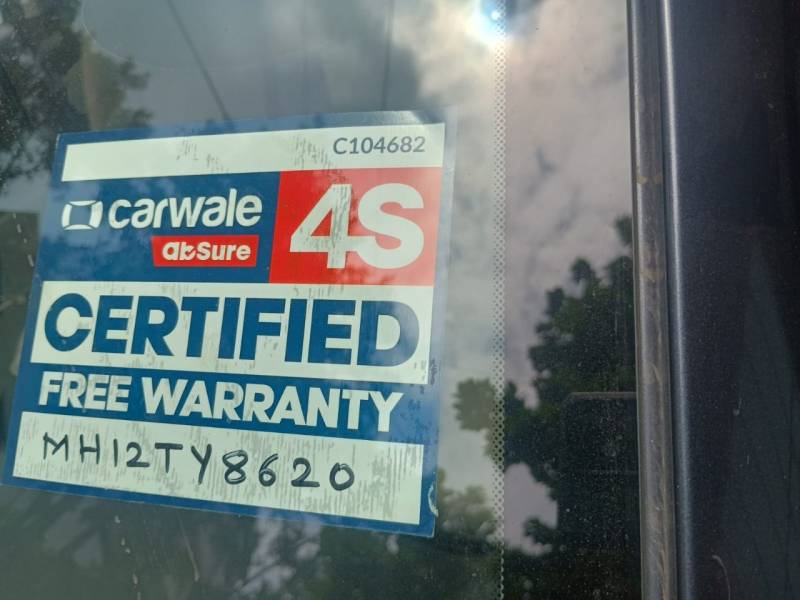 C104682
carwale
abSure
4S
CERTIFIED
FREE WARRANTY
MH12TY8620